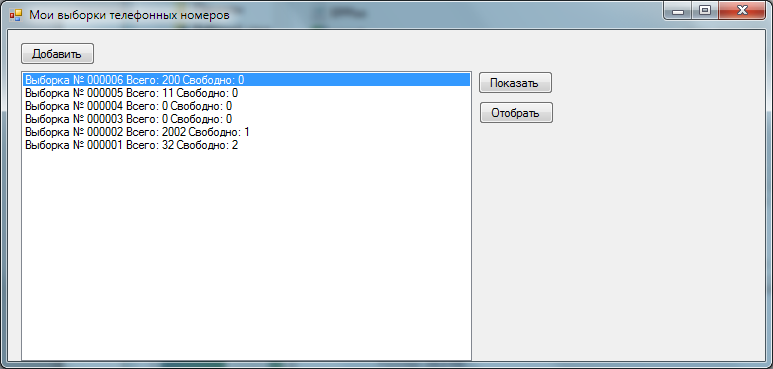 Мои выборки телефонных номеров
Добавить
Выборка № 000006 Всего: 200 Свободно: 0
Выборка № 000005 Всего: 11 Свободно: 0
Выборка № 000004 Всего: 0 Свободно: 0
Выборка № 000003 Всего: 0 Свободно: 0
Выборка № 000002 Всего: 2002 Свободно: 1
Выборка № 000001 Всего: 32 Свободно: 2
Показать
Отобрать